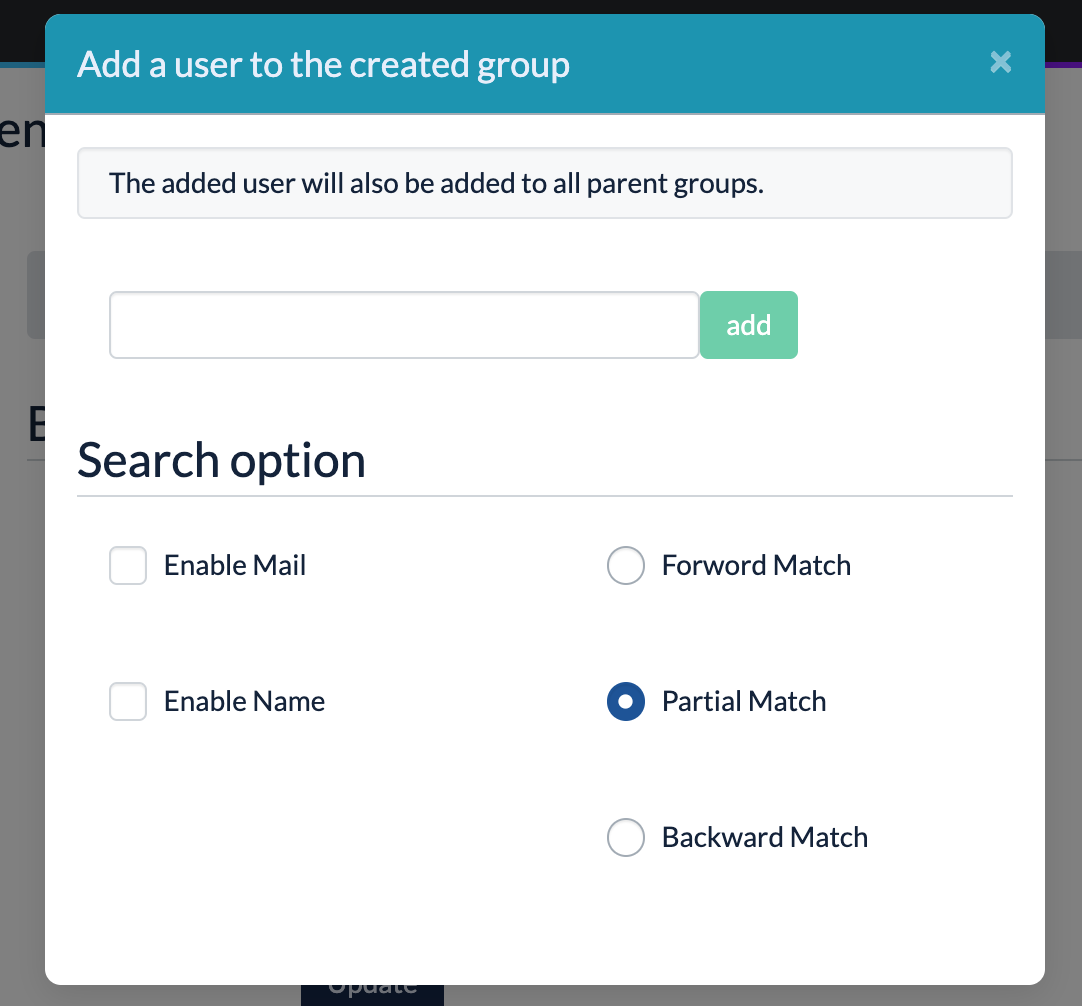 Add a user to the created group
The added user will also be added to all parent groups.
add
Search option
Enable Mail
Forword Match
Enable Name
Partial Match
Backward Match
Update